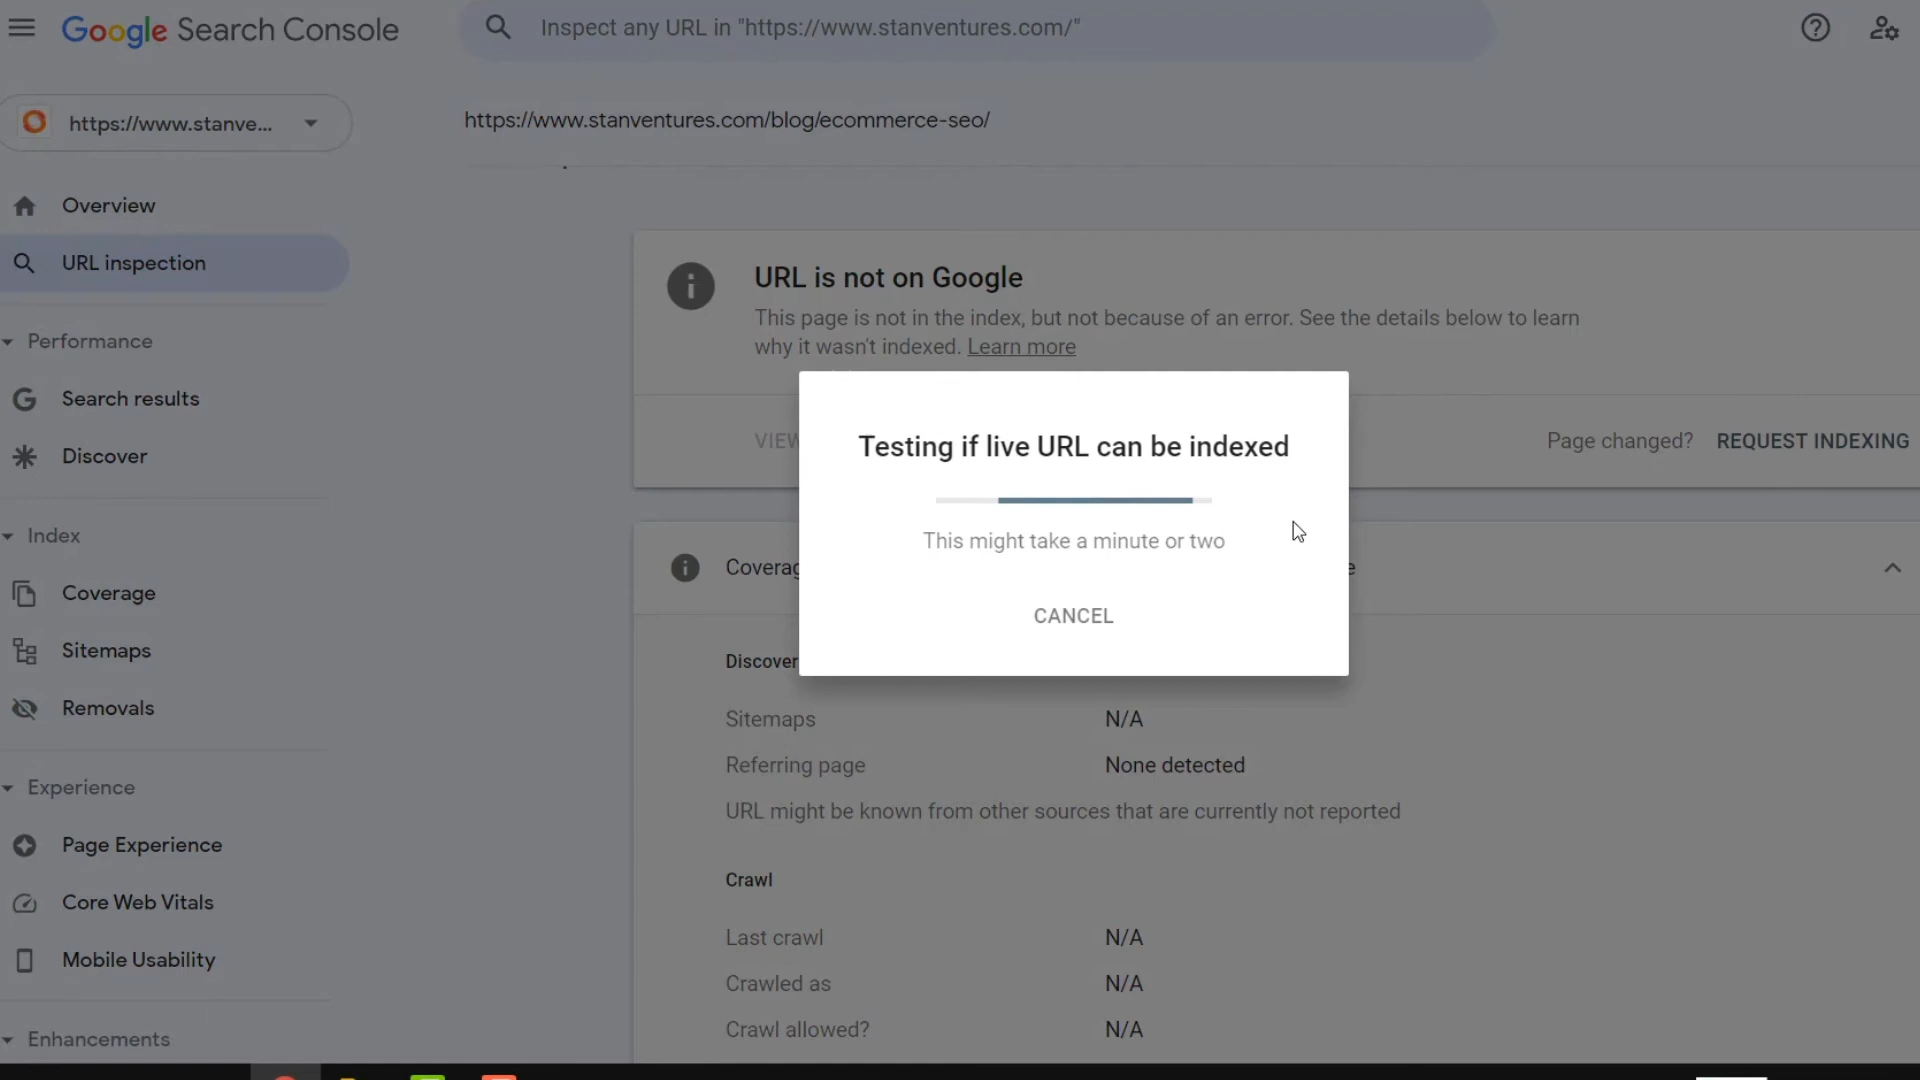 Google Search Console
Inspect any URL in "https://www.stanventures.com/"
https://www.stanve...
https://www.stanventures.com/blog/ecommerce-seo/
Overview
URL inspection
Performance
Search results
Discover
Index
Coverage
Sitemaps
Removals
Experience
Page Experience
Core Web Vitals
Mobile Usability
Enhancements
URL is not on Google
This page is not in the index, but not because of an error. See the details below to learn
why it wasn't indexed. Learn more
Page changed? REQUEST INDEXING
Testing if live URL can be indexed
This might take a minute or two
CANCEL
Sitemaps N/A
Referring page None detected
URL might be known from other sources that are currently not reported
Crawl
Last crawl N/A
Crawled as N/A
Crawl allowed? N/A